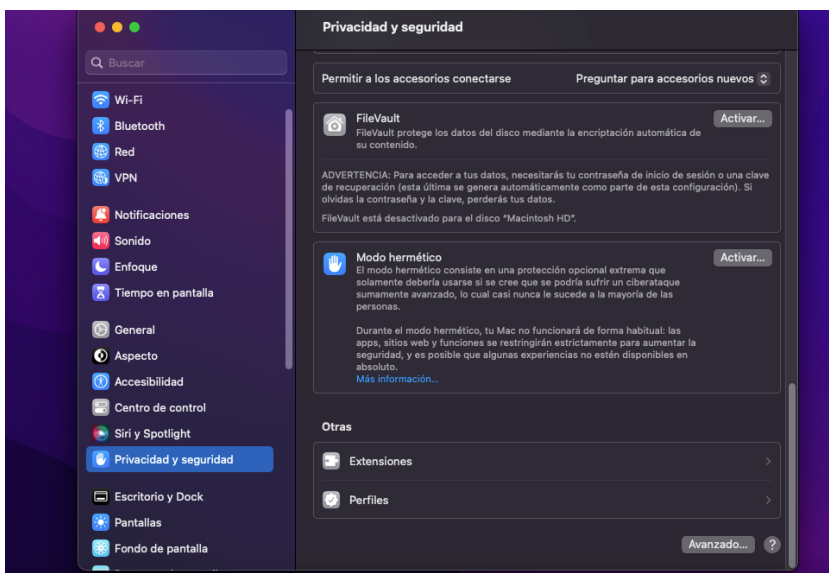 Privacidad y seguridad
Buscar
Wi-Fi
Bluetooth
Red
VPN
Notificaciones
Sonido
Enfoque
Tiempo en pantalla
General
Aspecto
Accesibilidad
Centro de control
Siri y Spotlight
Privacidad y seguridad
Escritorio y Dock
Pantallas
Fondo de pantalla
Permitir a los accesorios conectarse
Preguntar para accesorios nuevos
FileVault
Activar...
FileVault protege los datos del disco mediante la encriptación automática de
su contenido.
ADVERTENCIA: Para acceder a tus datos, necesitarás tu contraseña de inicio de sesión o una clave
de recuperación (esta última se genera automáticamente como parte de esta configuración). Si
olvidas la contraseña y la clave, perderás tus datos.
FileVault está desactivado para el disco "Macintosh HD".
Modo hermético
Activar...
El modo hermético consiste en una protección opcional extrema que
solamente debería usarse si se cree que se podría sufrir un ciberataque
sumamente avanzado, lo cual casi nunca le sucede a la mayoría de las
personas.
Durante el modo hermético, tu Mac no funcionará de forma habitual: las
apps, sitios web y funciones se restringirán estrictamente para aumentar la
seguridad, y es posible que algunas experiencias no estén disponibles en
absoluto.
Más información...
Otras
Extensiones
Perfiles
Avanzado...
?